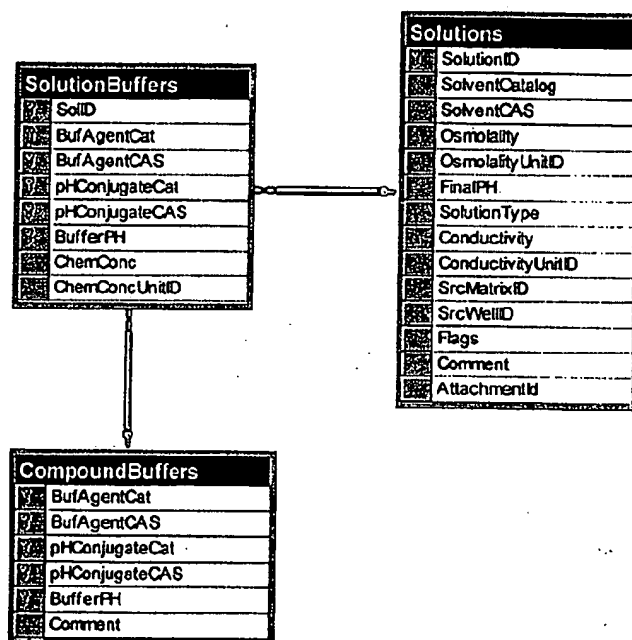 SolutionBuffers
SolID
BufAgentCat
BufAgentCAS
pHConjugateCat
pHConjugateCAS
BufferPH
ChemConc
ChemConcUnitID
Solutions
SolutionID
SolventCatalog
SolventCAS
Osmolality
OsmolalityUnitID
FinalPH
SolutionType
Conductivity
ConductivityUnitID
SrcMatrixID
SrcWellID
Flags
Comment
AttachmentId
CompoundBuffers
BufAgentCat
BufAgentCAS
pHConjugateCat
pHConjugateCAS
BufferPH
Comment